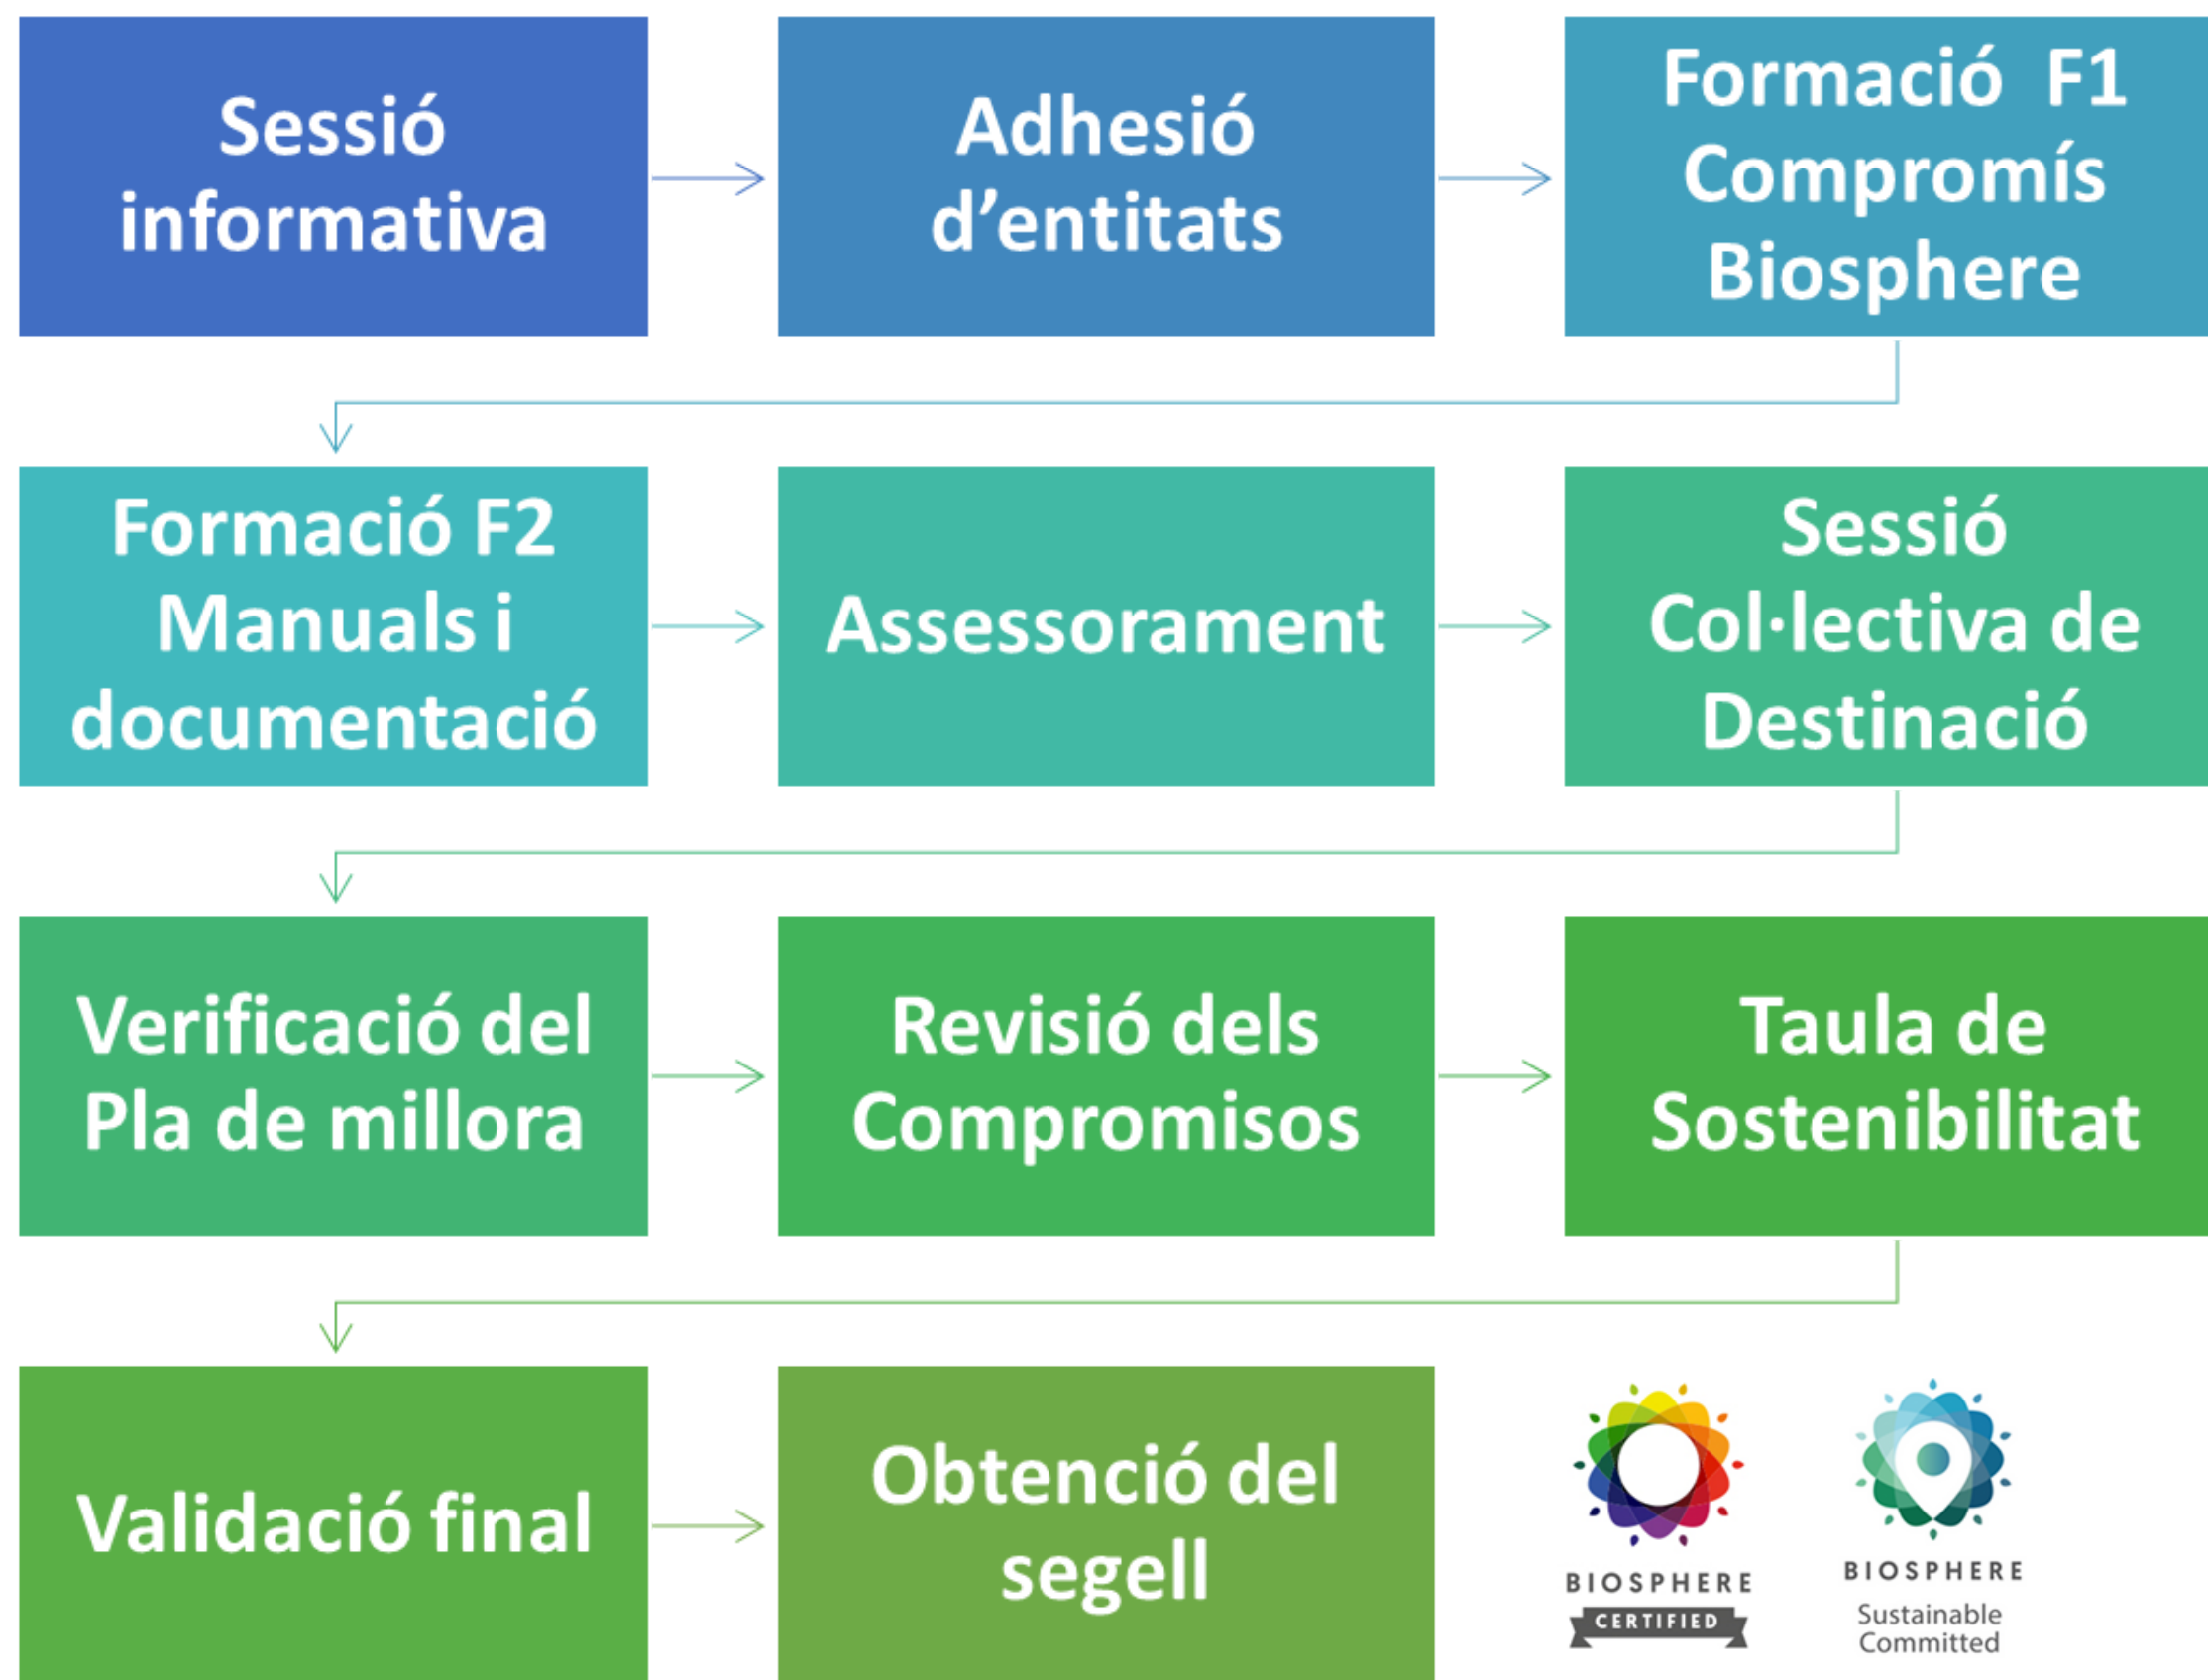 Sessió
informativa
Adhesió
d’entitats
Formació F1
Compromís
Biosphere
Formació F2
Manuals i
documentació
Assessorament
Sessió
Col·lectiva de
Destinació
Verificació del
Pla de millora
Revisió dels
Compromisos
Taula de
Sostenibilitat
Validació final
Obtenció del
segell
BIOSPHERE
CERTIFIED
BIOSPHERE
Sustainable
Committed